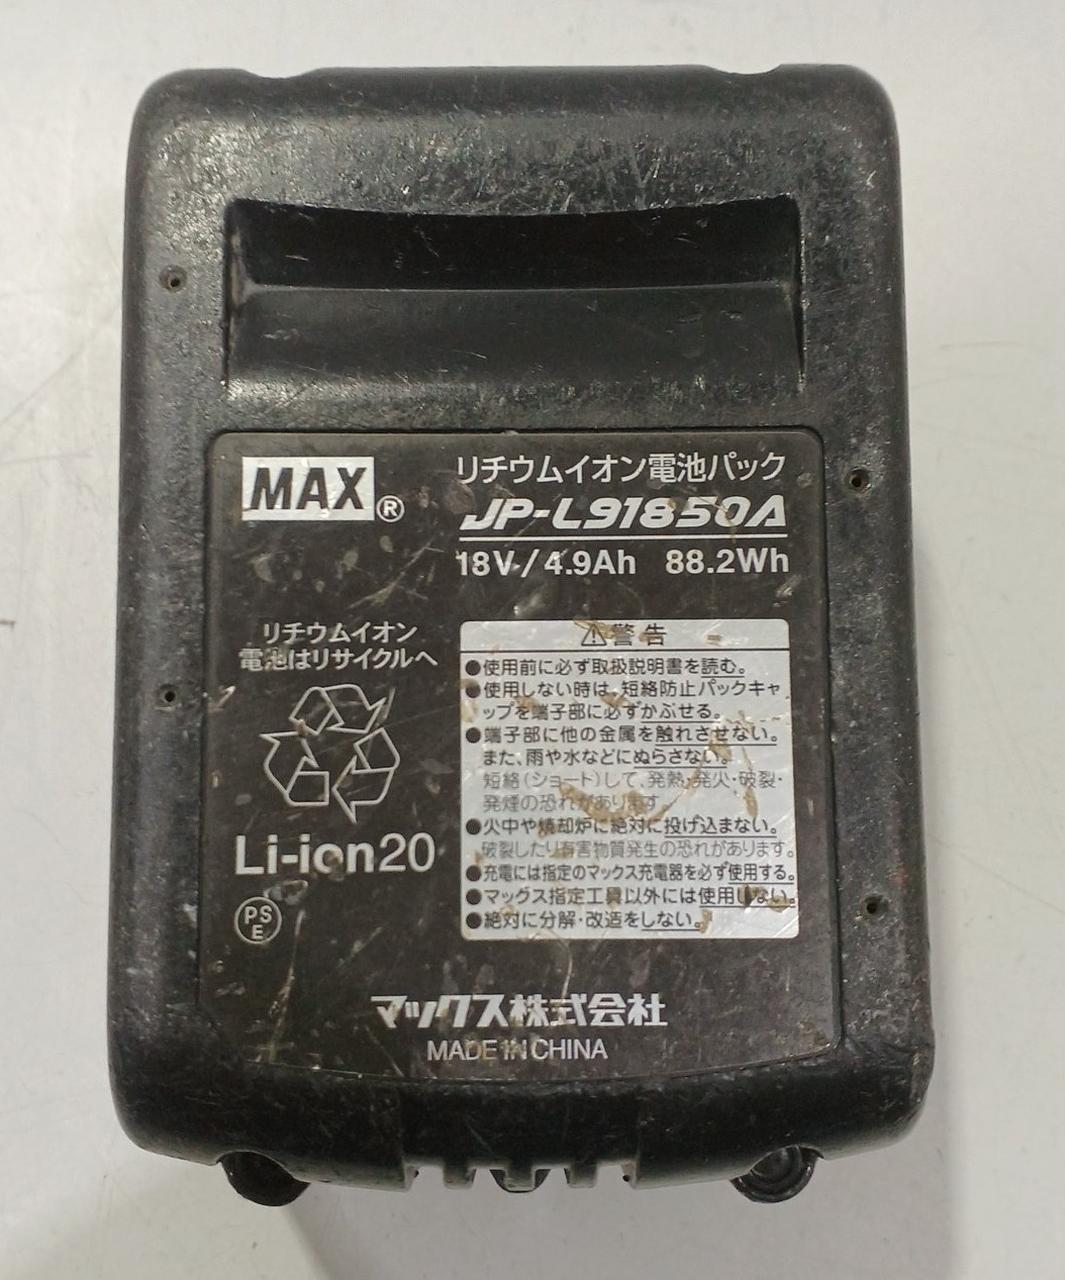 MAX®
リチウムイオン電池パック
JP-L91850A
18V/4.9Ah 88.2Wh
リチウムイオン
電池はリサイクルへ
Li-ion20
PS
E
⚠警告
●使用前に必ず取扱説明書を読む。
●使用しない時は、短絡防止パックキャ
ップを端子部に必ずかぶせる。
●端子部に他の金属を触れさせない。
また、雨や水などにぬらさない。
短絡(ショート)して、発熱・発火・破裂・
発煙の恐れがあります。
●火中や焼却炉に絶対に投げ込まない。
破裂したり有害物質発生の恐れがあります。
●充電には指定のマックス充電器を必ず使用する。
●マックス指定工具以外には使用しない。
●絶対に分解・改造をしない。
マックス株式会社
MADE IN CHINA